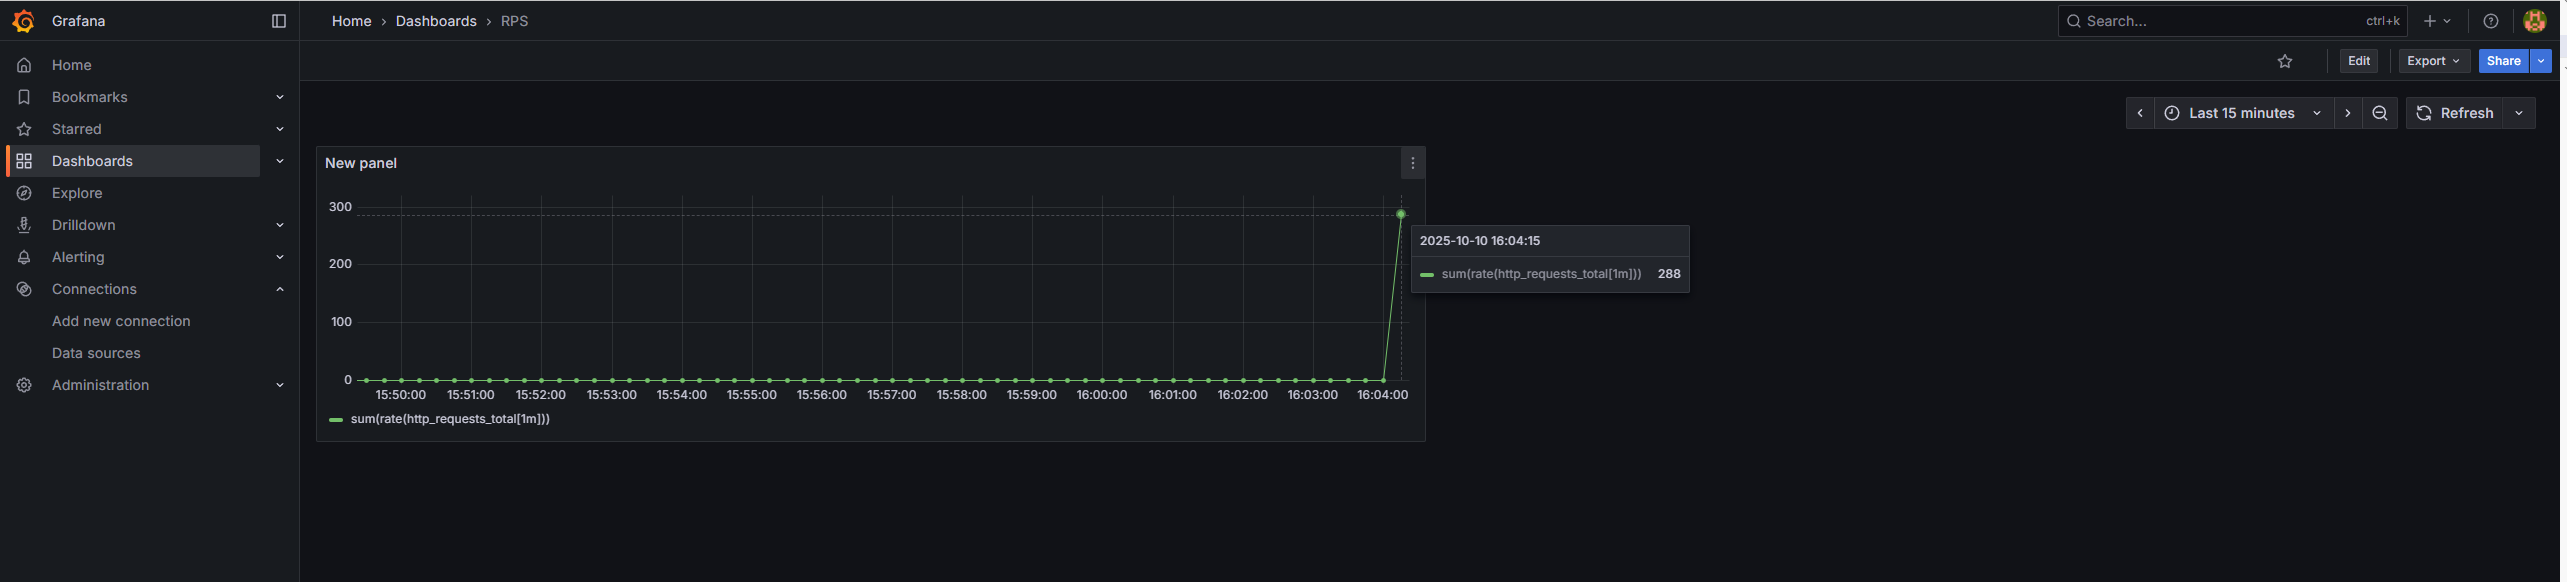 Grafana
Home › Dashboards › RPS
Search...
ctrl+k
Edit
Export
Share
Home
Bookmarks
Starred
Dashboards
Explore
Drilldown
Alerting
Connections
Add new connection
Data sources
Administration
Last 15 minutes
Refresh
New panel
300
200
100
0
15:50:00 15:51:00 15:52:00 15:53:00 15:54:00 15:55:00 15:56:00 15:57:00 15:58:00 15:59:00 16:00:00 16:01:00 16:02:00 16:03:00 16:04:00
sum(rate(http_requests_total[1m]))
2025-10-10 16:04:15
sum(rate(http_requests_total[1m])) 288